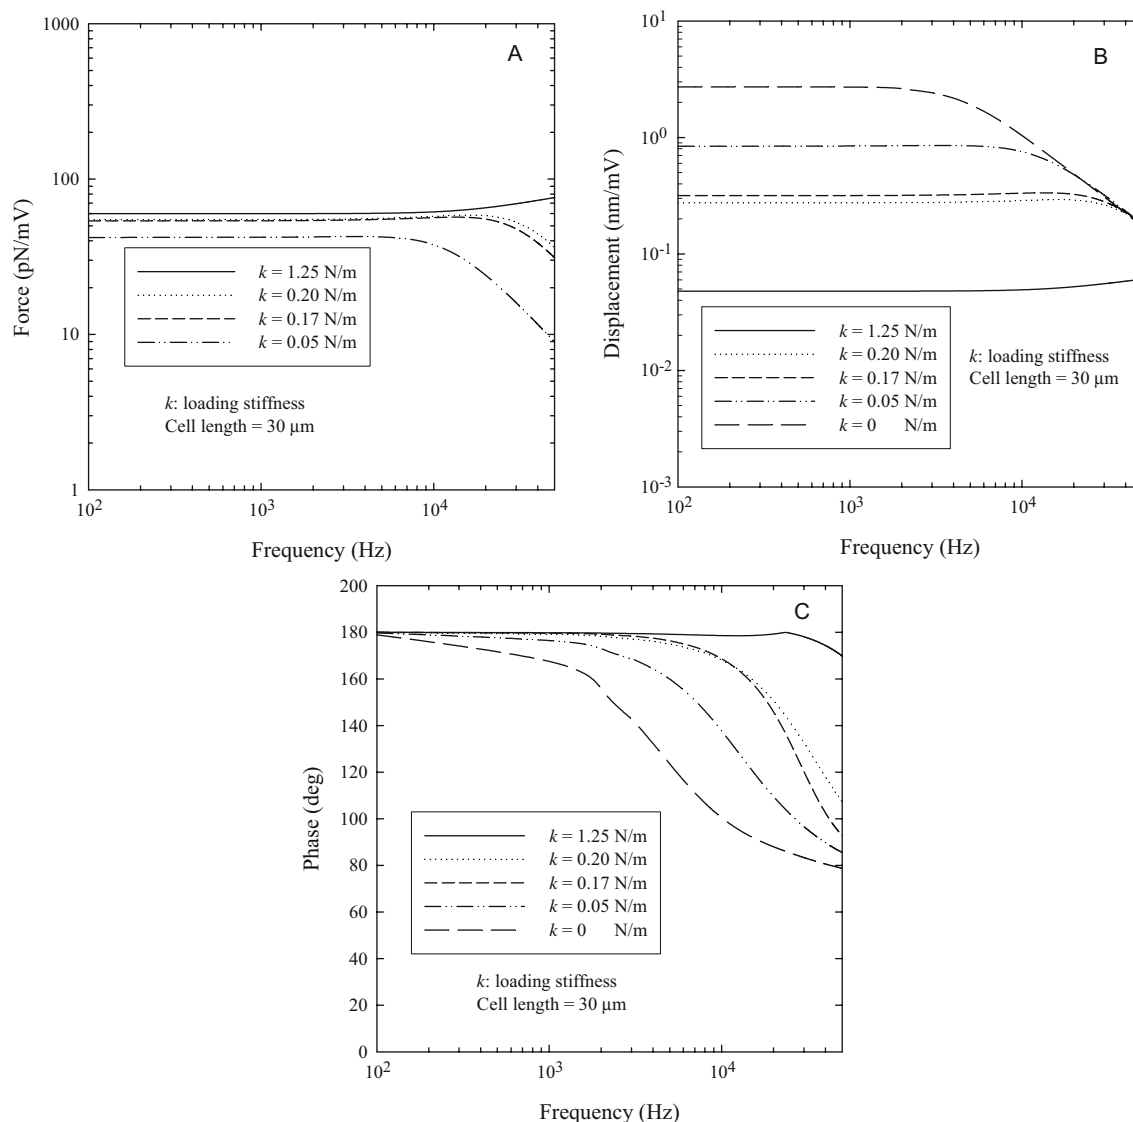 A
1000
100
10
1
Force (pN/mV)
k = 1.25 N/m
k = 0.20 N/m
k = 0.17 N/m
k = 0.05 N/m
k: loading stiffness
Cell length = 30 μm
10²
10³
10⁴
Frequency (Hz)
B
10¹
10⁰
10⁻¹
10⁻²
10⁻³
Displacement (nm/mV)
k = 1.25 N/m
k = 0.20 N/m
k = 0.17 N/m
k = 0.05 N/m
k = 0 N/m
k: loading stiffness
Cell length = 30 μm
10²
10³
10⁴
Frequency (Hz)
C
200
180
160
140
120
100
80
60
40
20
0
Phase (deg)
k = 1.25 N/m
k = 0.20 N/m
k = 0.17 N/m
k = 0.05 N/m
k = 0 N/m
k: loading stiffness
Cell length = 30 μm
10²
10³
10⁴
Frequency (Hz)